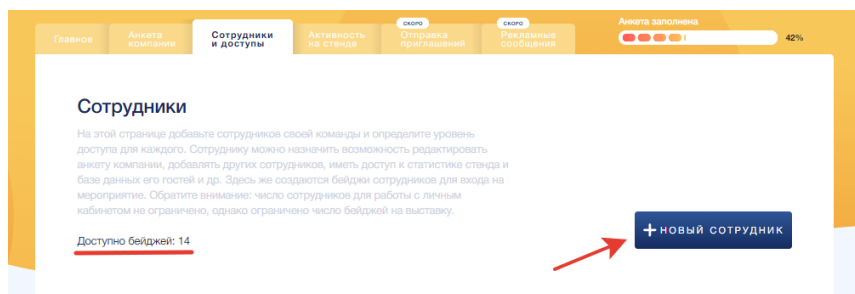 скоро
скоро
Анкета заполнена
Главное
Анкета
компании
Сотрудники
и доступы
Активность
на стенде
Отправка
приглашений
Рекламные
сообщения
42%
Сотрудники
На этой странице добавьте сотрудников своей команды и определите уровень
доступа для каждого. Сотруднику можно назначить возможность редактировать
анкету компании, добавлять других сотрудников, иметь доступ к статистике стенда и
базе данных его гостей и др. Здесь же создаются бейджи сотрудников для входа на
мероприятие. Обратите внимание: число сотрудников для работы с личным
кабинетом не ограничено, однако ограничено число бейджей на выставку.
Доступно бейджей: 14
+ НОВЫЙ СОТРУДНИК